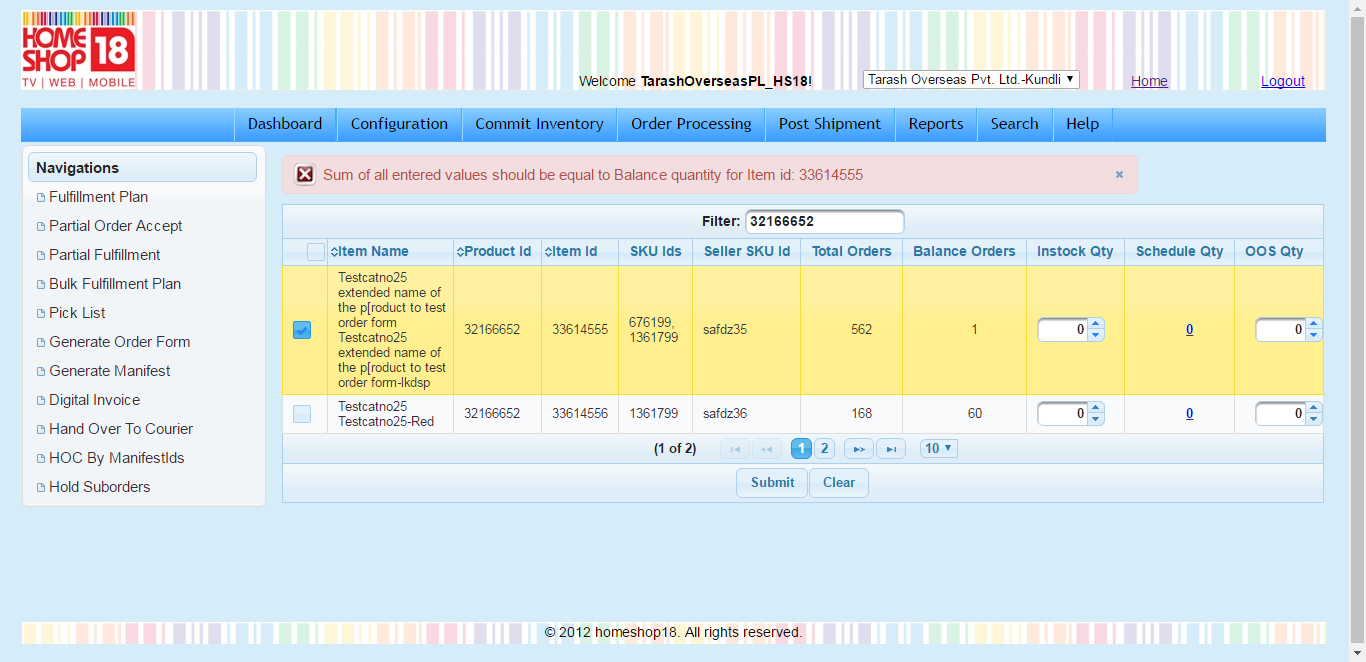 HOME
SHOP 18
TV | WEB | MOBILE
Welcome TarashOverseasPL_HS18! Tarash Overseas Pvt. Ltd.-Kundli Home Logout
Dashboard Configuration Commit Inventory Order Processing Post Shipment Reports Search Help
Navigations
Fulfillment Plan
Partial Order Accept
Partial Fulfillment
Bulk Fulfillment Plan
Pick List
Generate Order Form
Generate Manifest
Digital Invoice
Hand Over To Courier
HOC By ManifestIds
Hold Suborders
Sum of all entered values should be equal to Balance quantity for Item id: 33614555
Filter: 32166652
Item Name Product Id Item Id SKU Ids Seller SKU Id Total Orders Balance Orders Instock Qty Schedule Qty OOS Qty
Testcatno25
extended name of
the p[roduct to test
order form
Testcatno25
extended name of
the p[roduct to test
order form-lkdsp
32166652 33614555
676199,
1361799
safdz35 562 1 0 0 0
Testcatno25
Testcatno25-Red
32166652 33614556 1361799 safdz36 168 60 0 0 0
(1 of 2) 1 2 10
Submit Clear
© 2012 homeshop18. All rights reserved.